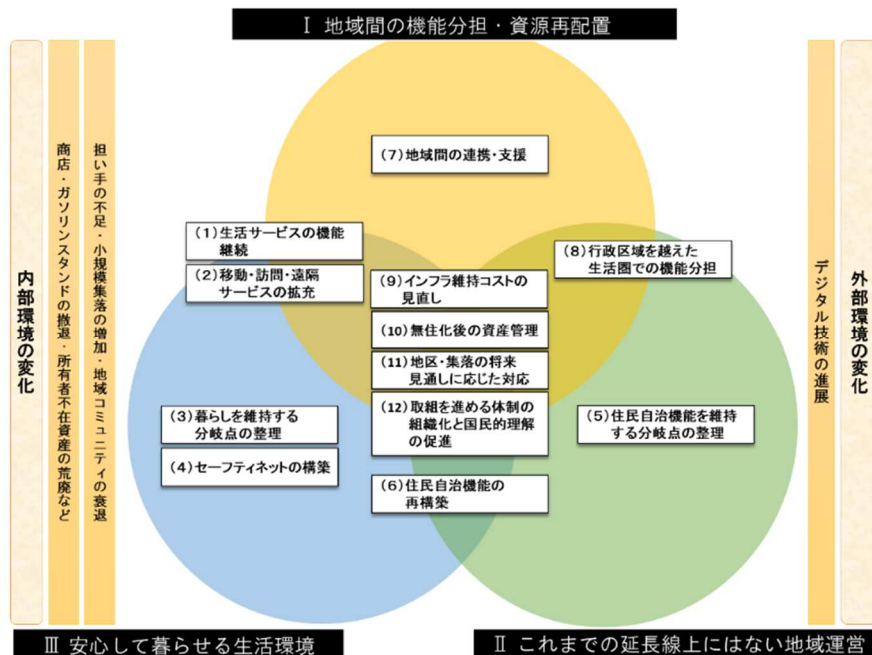 Ⅰ 地域間の機能分担・資源再配置
内部環境の変化
商店・ガソリンスタンドの撤退・所有者不在資産の荒廃など
担い手の不足・小規模集落の増加・地域コミュニティの衰退
(7)地域間の連携・支援
(1)生活サービスの機能
継続
(2)移動・訪問・遠隔
サービスの拡充
(8)行政区域を越えた
生活圏での機能分担
(9)インフラ維持コストの
見直し
(10)無住化後の資産管理
(11)地区・集落の将来
見通しに応じた対応
(12)取組を進める体制の
組織化と国民的理解
の促進
(3)暮らしを維持する
分岐点の整理
(4)セーフティネットの構築
(5)住民自治機能を維持
する分岐点の整理
(6)住民自治機能の
再構築
デジタル技術の進展
外部環境の変化
Ⅲ 安心して暮らせる生活環境
Ⅱ これまでの延長線上にはない地域運営